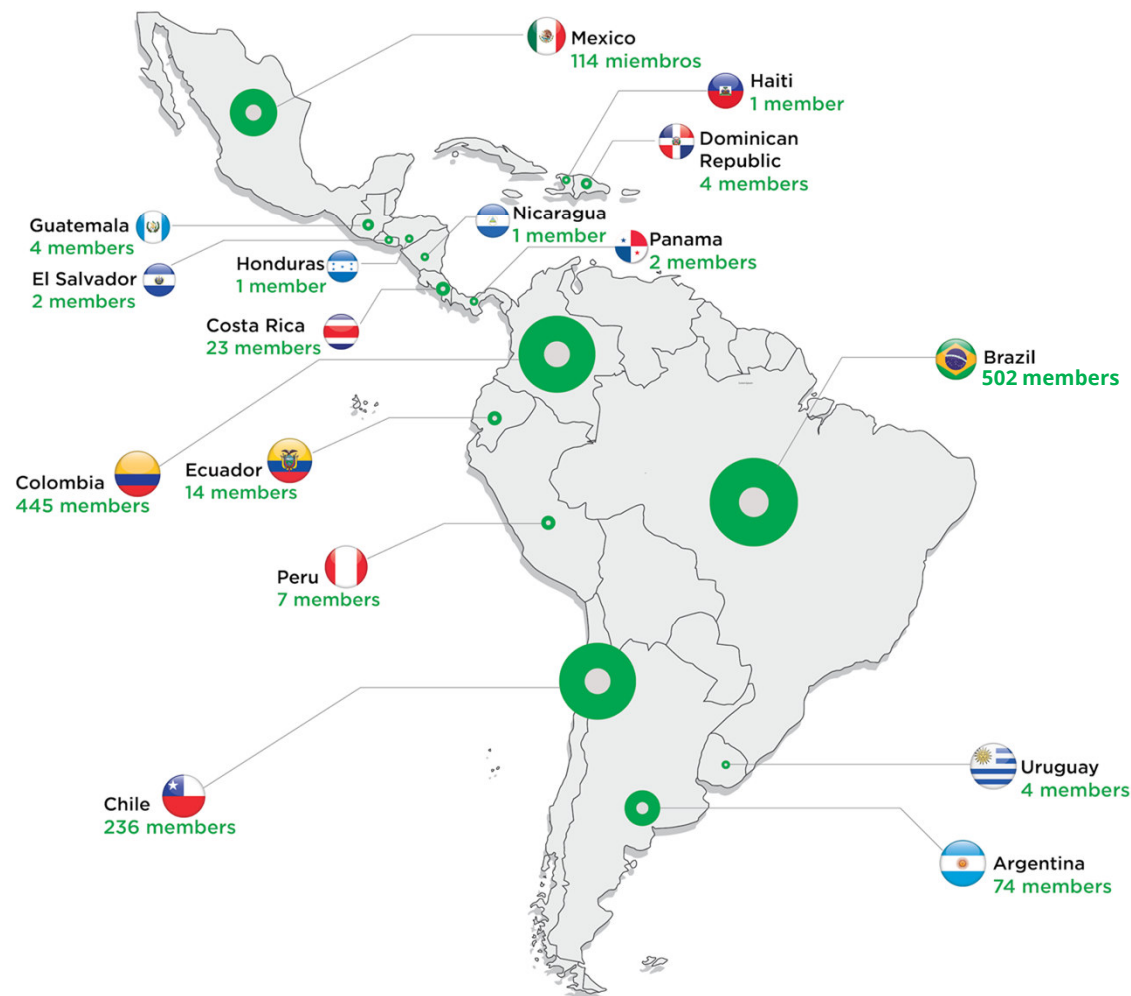 Mexico
114 miembros
Haiti
1 member
Dominican
Republic
4 members
Guatemala
4 members
Nicaragua
1 member
Panama
2 members
El Salvador
2 members
Honduras
1 member
Costa Rica
23 members
Brazil
502 members
Colombia
445 members
Ecuador
14 members
Peru
7 members
Chile
236 members
Uruguay
4 members
Argentina
74 members